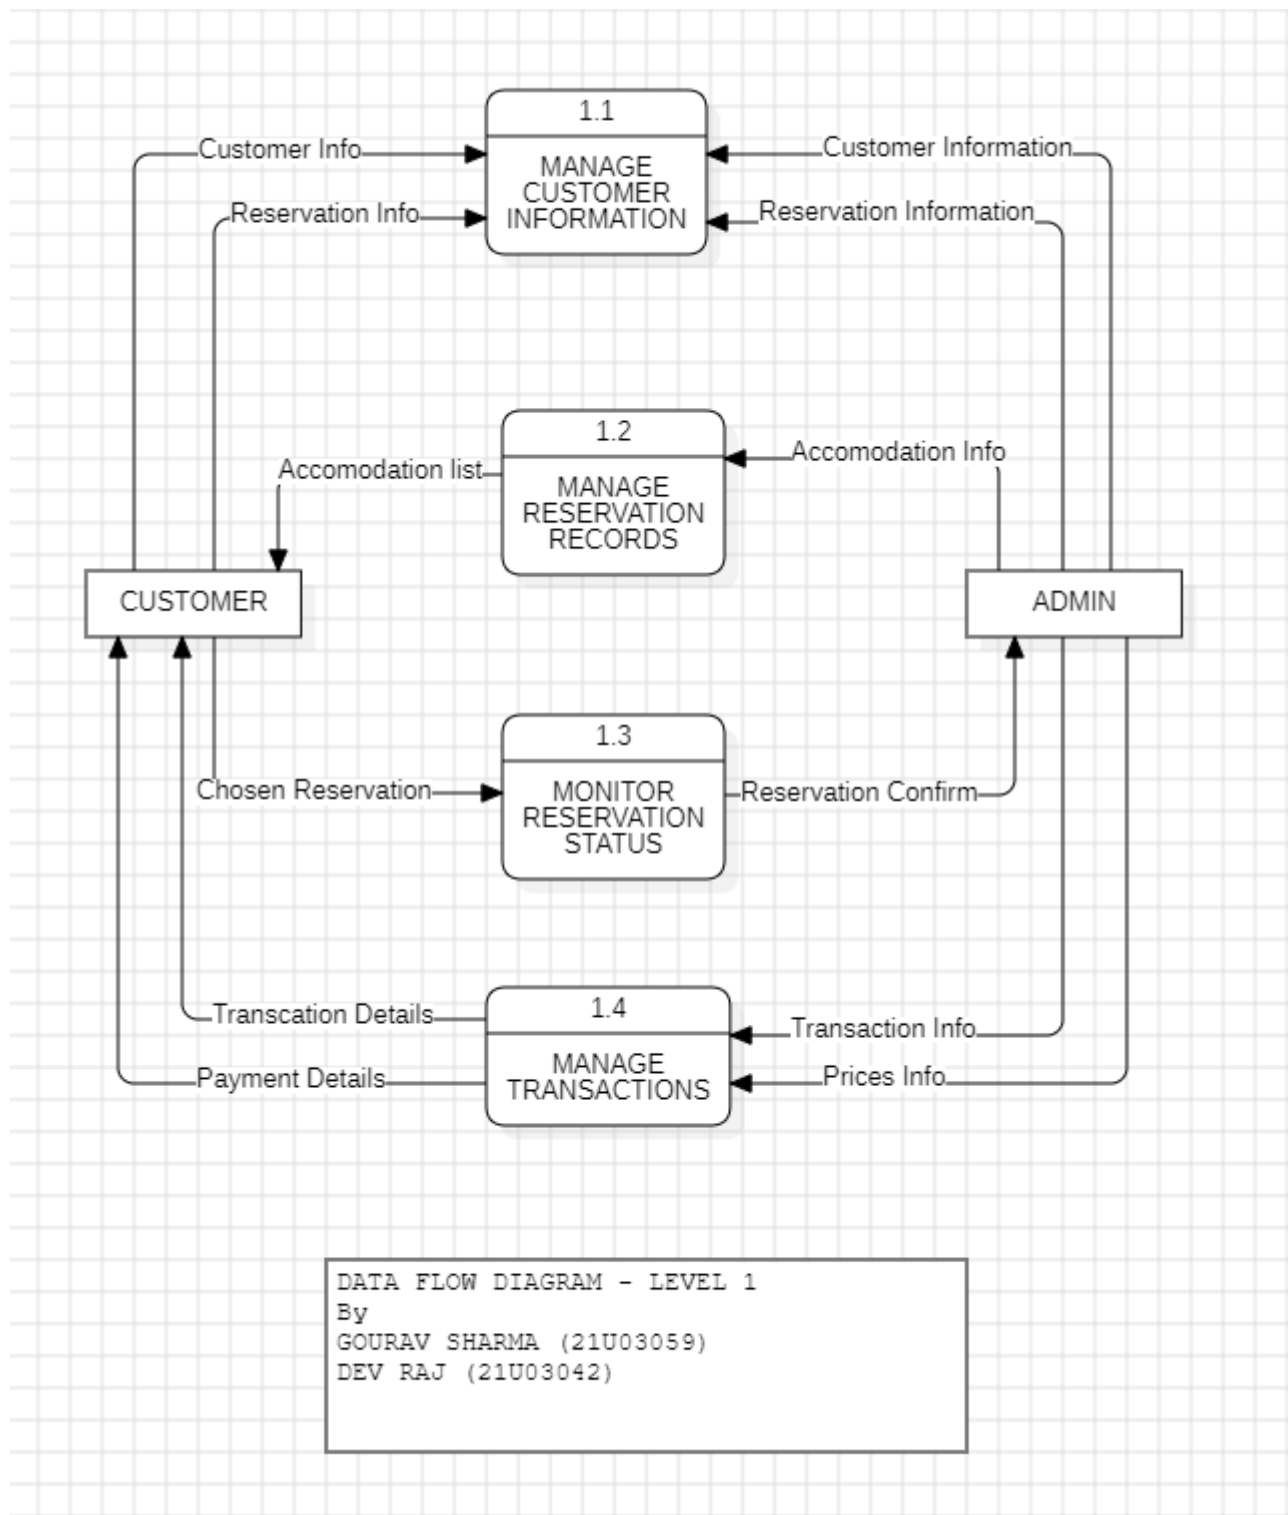 1.1
MANAGE
CUSTOMER
INFORMATION
Customer Info
Customer Information
Reservation Info
Reservation Information
1.2
MANAGE
RESERVATION
RECORDS
Accomodation list
Accomodation Info
CUSTOMER
ADMIN
1.3
MONITOR
RESERVATION
STATUS
Chosen Reservation
Reservation Confirm
1.4
MANAGE
TRANSACTIONS
Transcation Details
Transaction Info
Payment Details
Prices Info
DATA FLOW DIAGRAM - LEVEL 1
By
GOURAV SHARMA (21U03059)
DEV RAJ (21U03042)